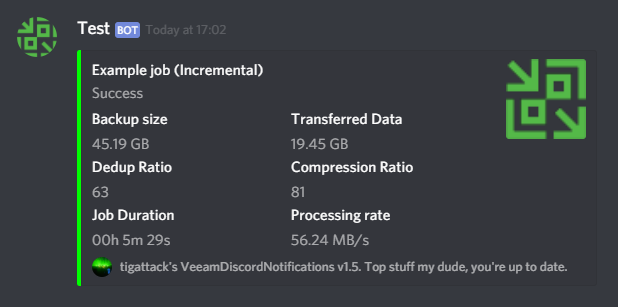 Test BOT Today at 17:02
Example job (Incremental)
Success
Backup size Transferred Data
45.19 GB 19.45 GB
Dedup Ratio Compression Ratio
63 81
Job Duration Processing rate
00h 5m 29s 56.24 MB/s
tigattack's VeeamDiscordNotifications v1.5. Top stuff my dude, you're up to date.